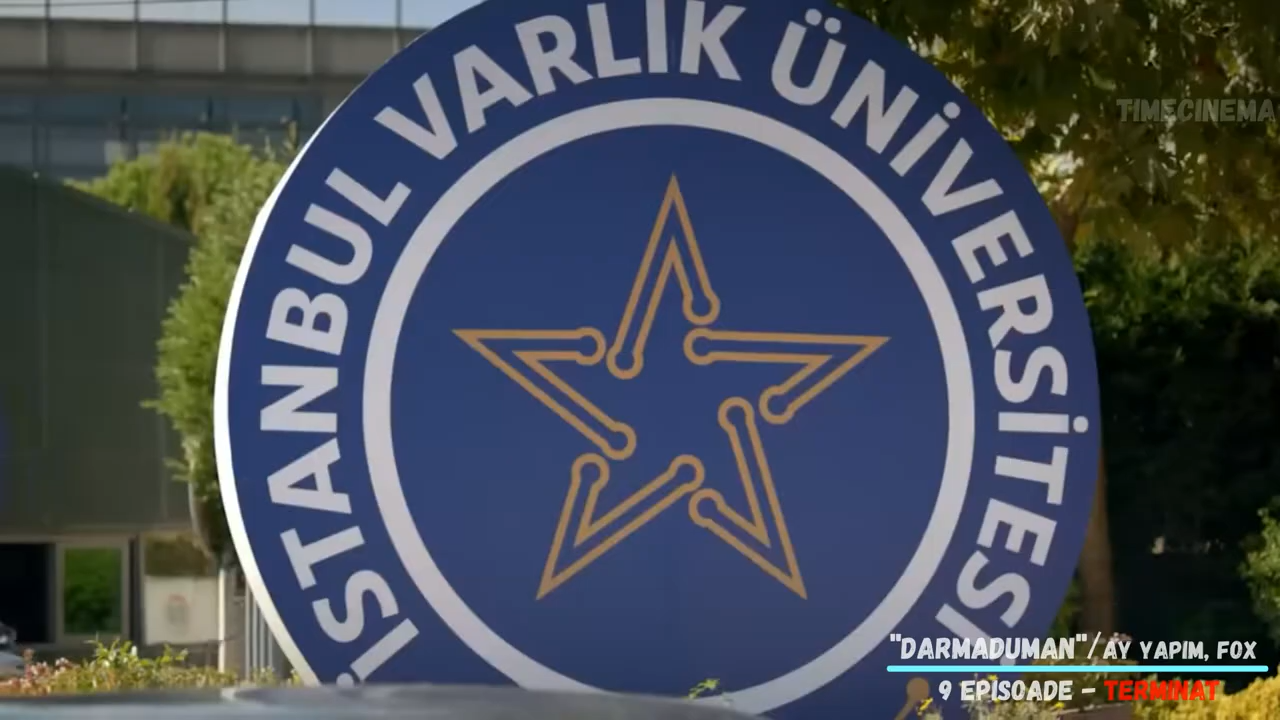 İSTANBUL VARLIK ÜNİVERSİTESİ
TIMECINEMA
"DARMADUMAN"/AY YAPIM, FOX
9 EPISOADE - TERMINAT